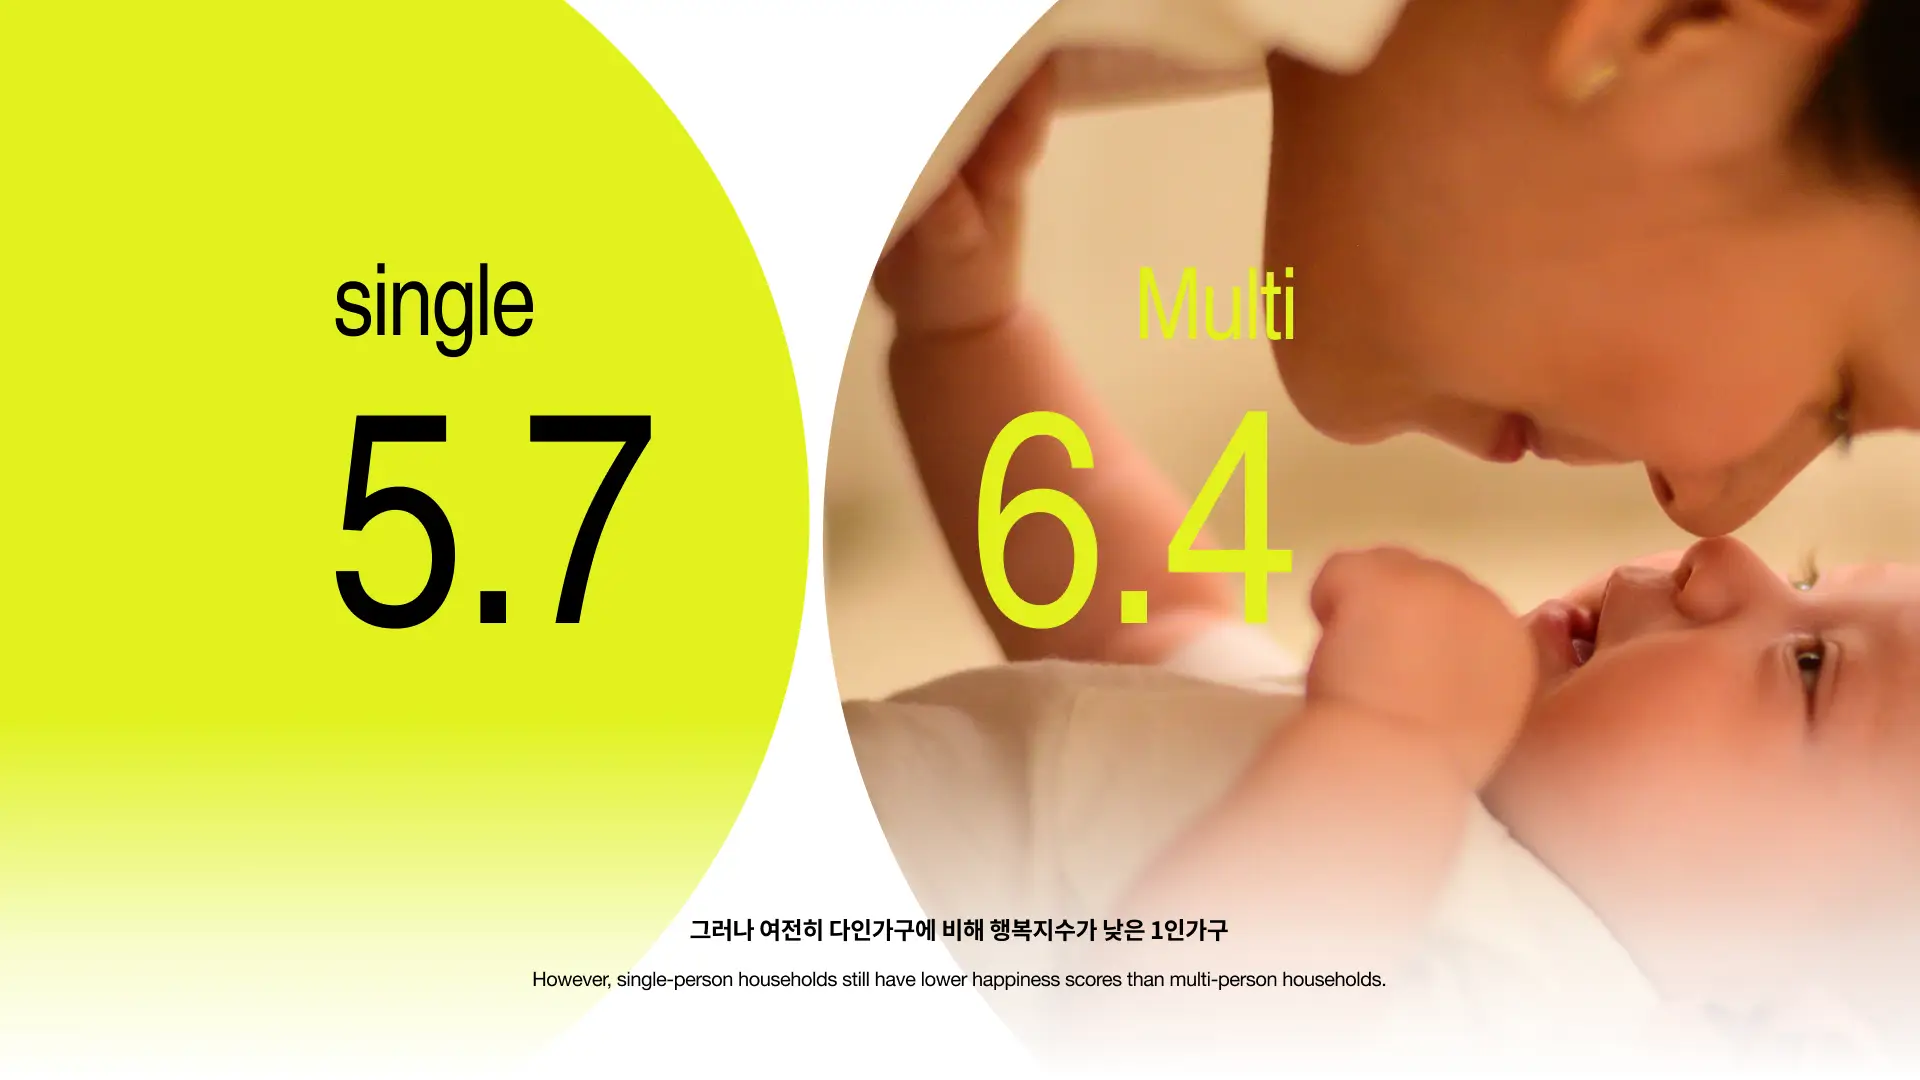 single
5.7
Multi
6.4
그러나 여전히 다인가구에 비해 행복지수가 낮은 1인가구
However, single-person households still have lower happiness scores than multi-person households.